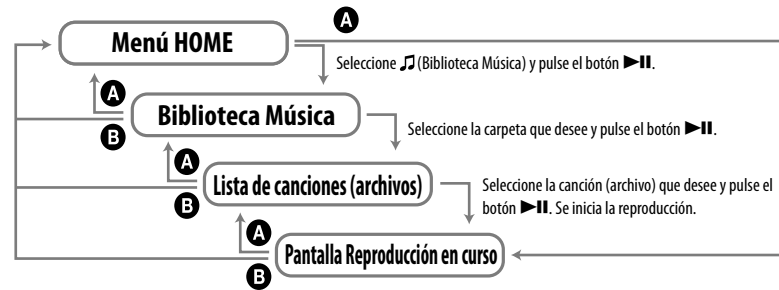 A
Menú HOME
Seleccione ♫ (Biblioteca Música) y pulse el botón ►II.
A
B
Biblioteca Música
Seleccione la carpeta que desee y pulse el botón ►II.
A
B
Lista de canciones (archivos)
Seleccione la canción (archivo) que desee y pulse el
botón ►II. Se inicia la reproducción.
A
B
Pantalla Reproducción en curso